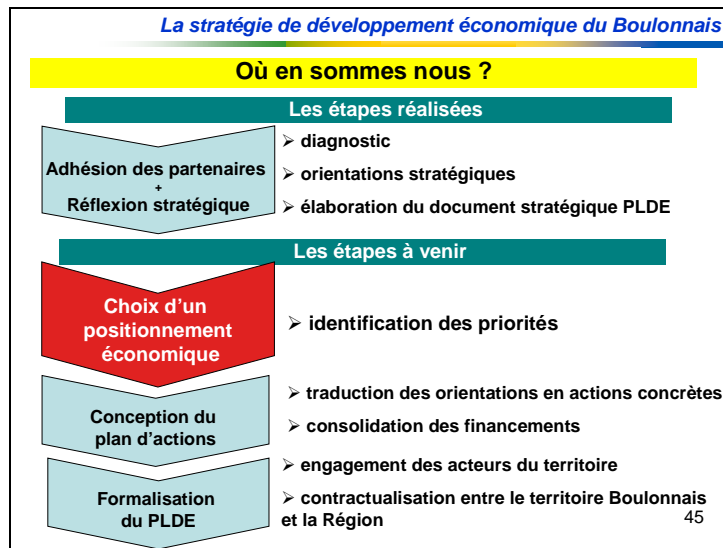 La stratégie de développement économique du Boulonnais
Où en sommes nous ?
Les étapes réalisées
Adhésion des partenaires
+
Réflexion stratégique
➢ diagnostic
➢ orientations stratégiques
➢ élaboration du document stratégique PLDE
Les étapes à venir
Choix d'un
positionnement
économique
➢ identification des priorités
Conception du
plan d'actions
➢ traduction des orientations en actions concrètes
➢ consolidation des financements
Formalisation
du PLDE
➢ engagement des acteurs du territoire
➢ contractualisation entre le territoire Boulonnais
et la Région
45